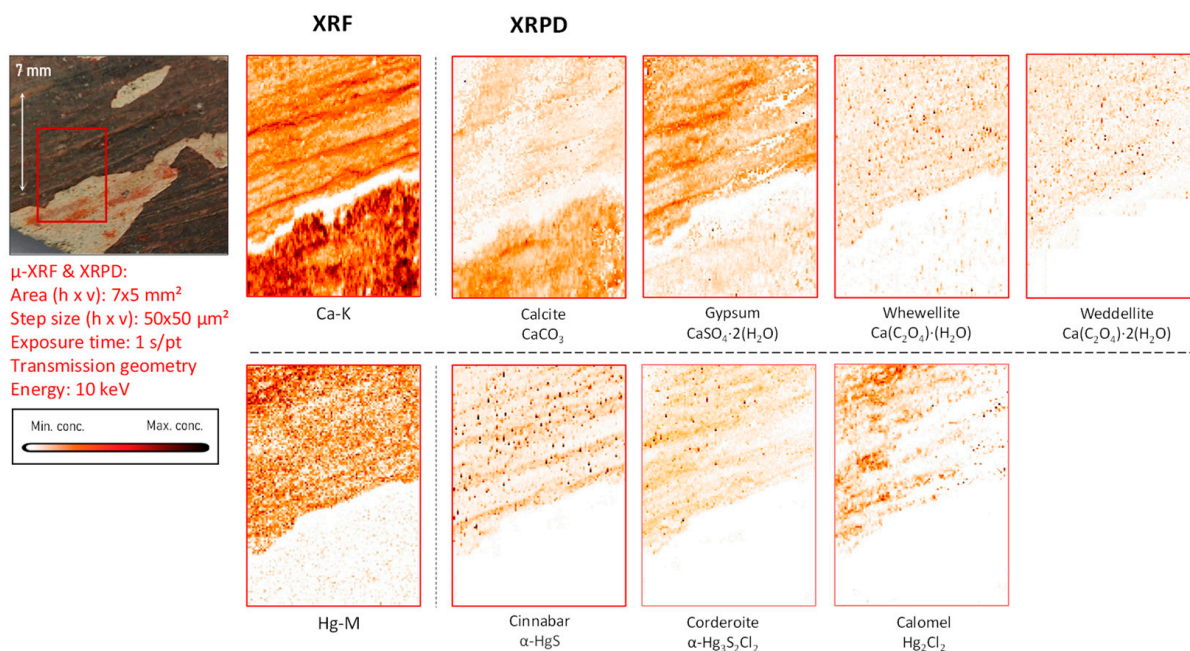 XRF XRPD
7 mm
µ-XRF & XRPD:
Area (h x v): 7x5 mm²
Step size (h x v): 50x50 µm²
Exposure time: 1 s/pt
Transmission geometry
Energy: 10 keV
Min. conc. Max. conc.
Ca-K
Calcite
CaCO₃
Gypsum
CaSO₄·2(H₂O)
Whewellite
Ca(C₂O₄)·(H₂O)
Weddellite
Ca(C₂O₄)·2(H₂O)
Hg-M
Cinnabar
α-HgS
Corderoite
α-Hg₃S₂Cl₂
Calomel
Hg₂Cl₂